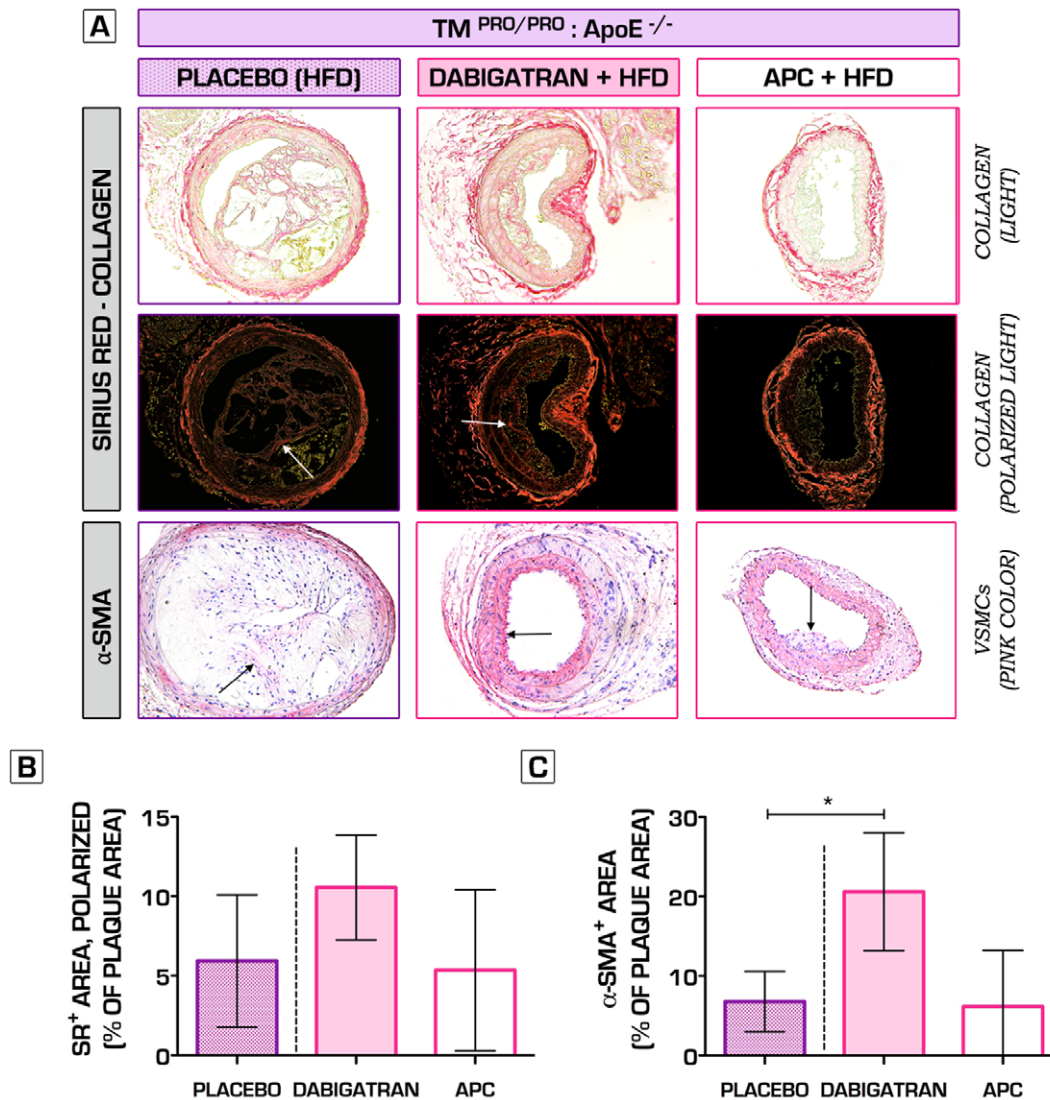 A
TM PRO/PRO : ApoE -/-
PLACEBO (HFD)
DABIGATRAN + HFD
APC + HFD
SIRIUS RED - COLLAGEN
α-SMA
COLLAGEN
(LIGHT)
COLLAGEN
(POLARIZED LIGHT)
VSMCs
(PINK COLOR)
B
SR+ AREA, POLARIZED
(% OF PLAQUE AREA)
15
10
5
0
PLACEBO
DABIGATRAN
APC
C
α-SMA+ AREA
(% OF PLAQUE AREA)
30
20
10
0
*
PLACEBO
DABIGATRAN
APC